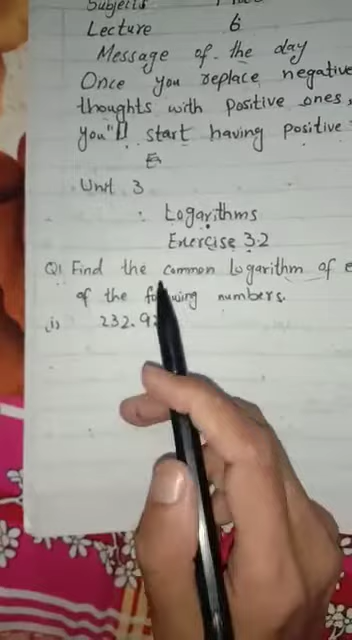 Subject:
Lecture 6
Message of the day
Once you replace negative
thoughts with positive ones,
you"ll start having positive
Unit 3
Logarithms
Exercise 3.2
Q1 Find the common logarithm of
of the following numbers.
(i) 232.9